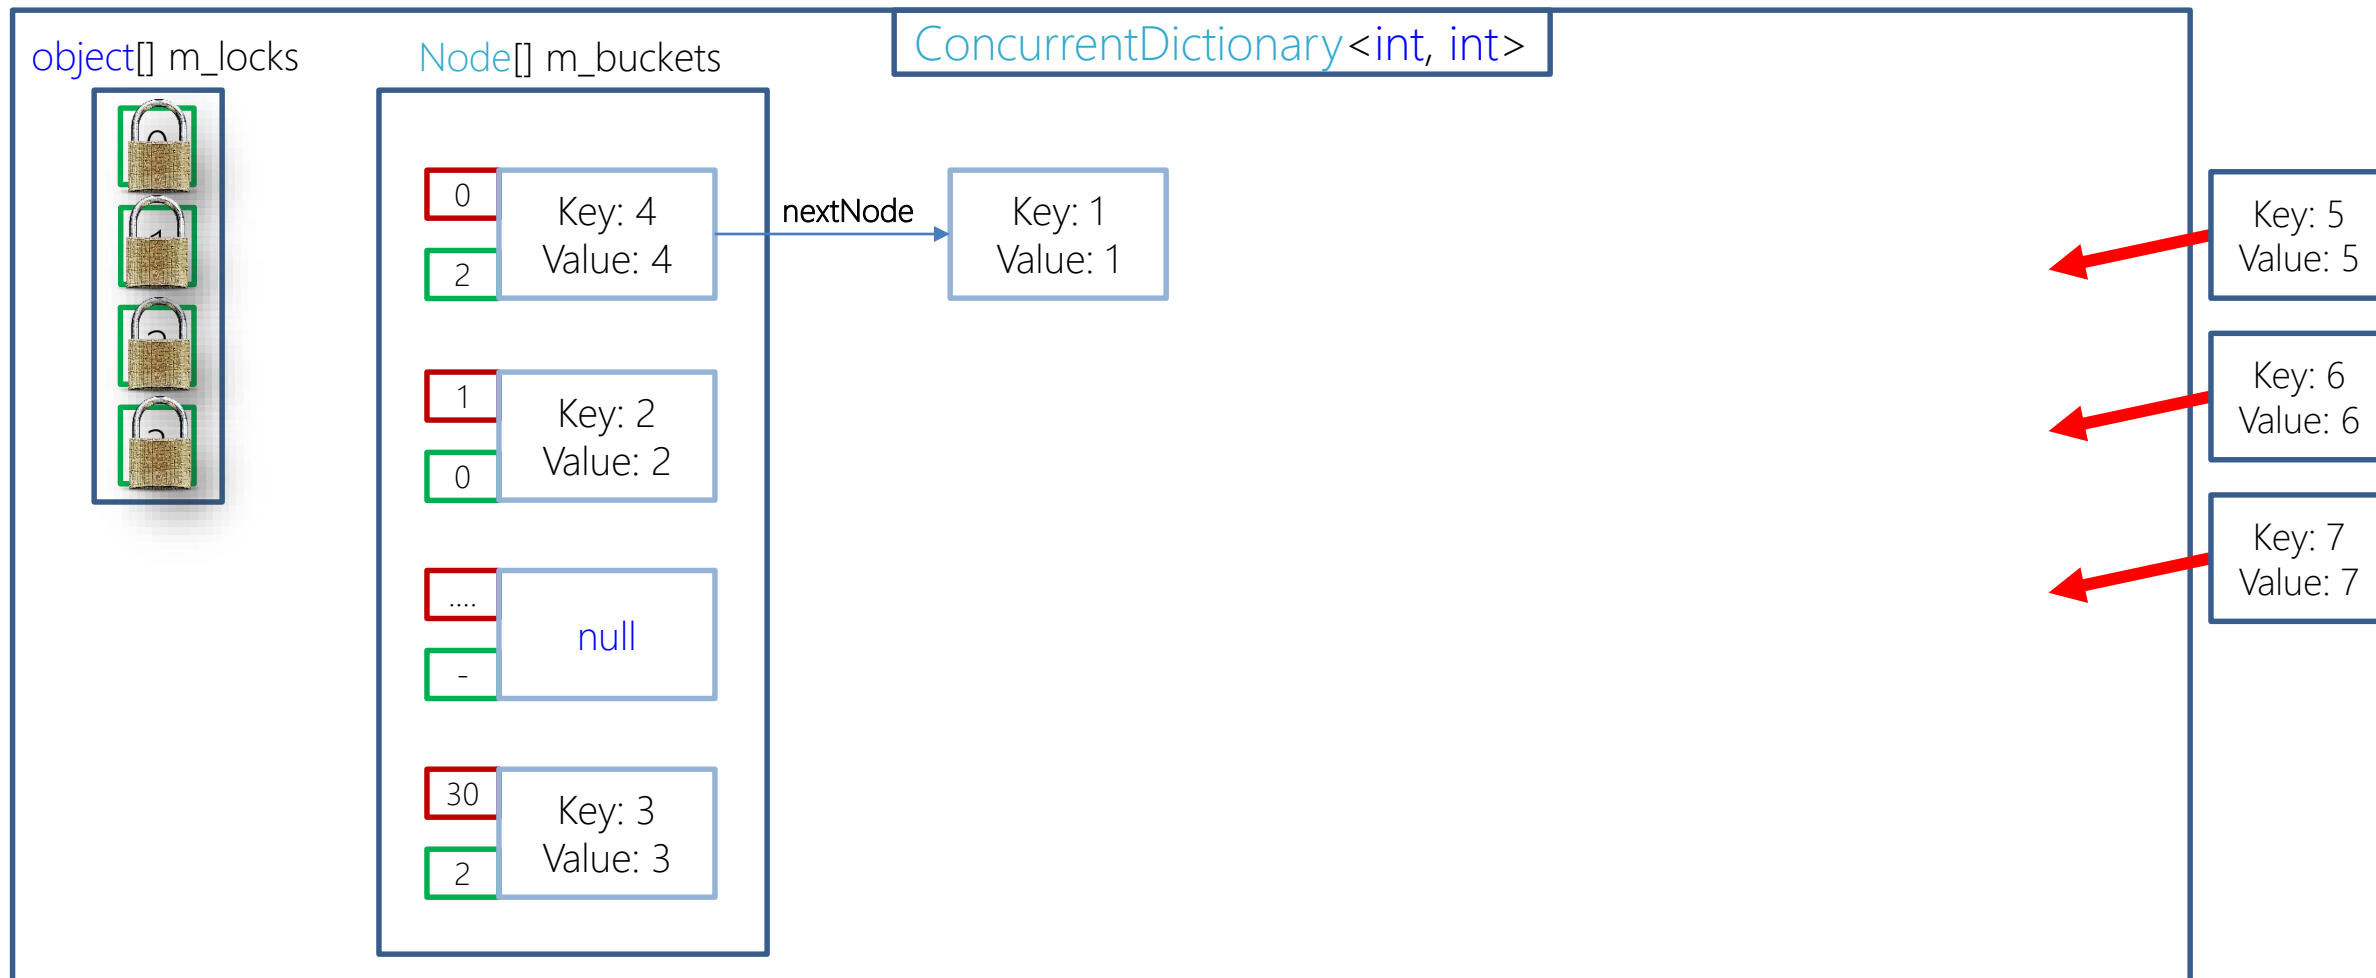 ConcurrentDictionary<int, int>
object[] m_locks
Node[] m_buckets
0
2
Key: 4
Value: 4
nextNode
Key: 1
Value: 1
1
0
Key: 2
Value: 2
....
-
null
30
2
Key: 3
Value: 3
Key: 5
Value: 5
Key: 6
Value: 6
Key: 7
Value: 7